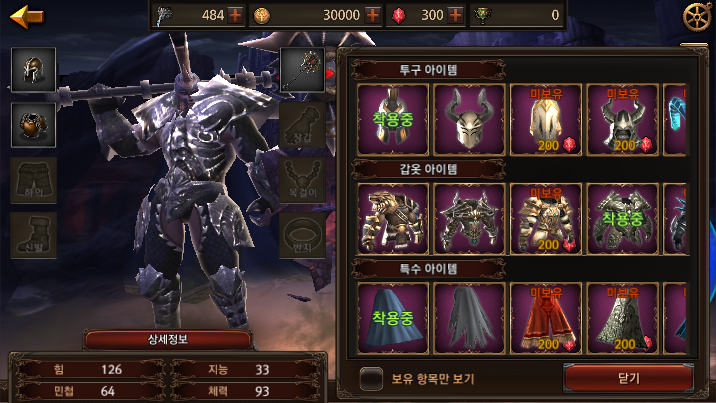 484
30000
300
0
장갑
하의
목걸이
신발
반지
상세정보
힘 126
지능 33
민첩 64
체력 93
투구 아이템
착용중
미보유
200
미보유
200
갑옷 아이템
미보유
200
착용중
특수 아이템
착용중
미보유
200
미보유
200
보유 항목만 보기
닫기